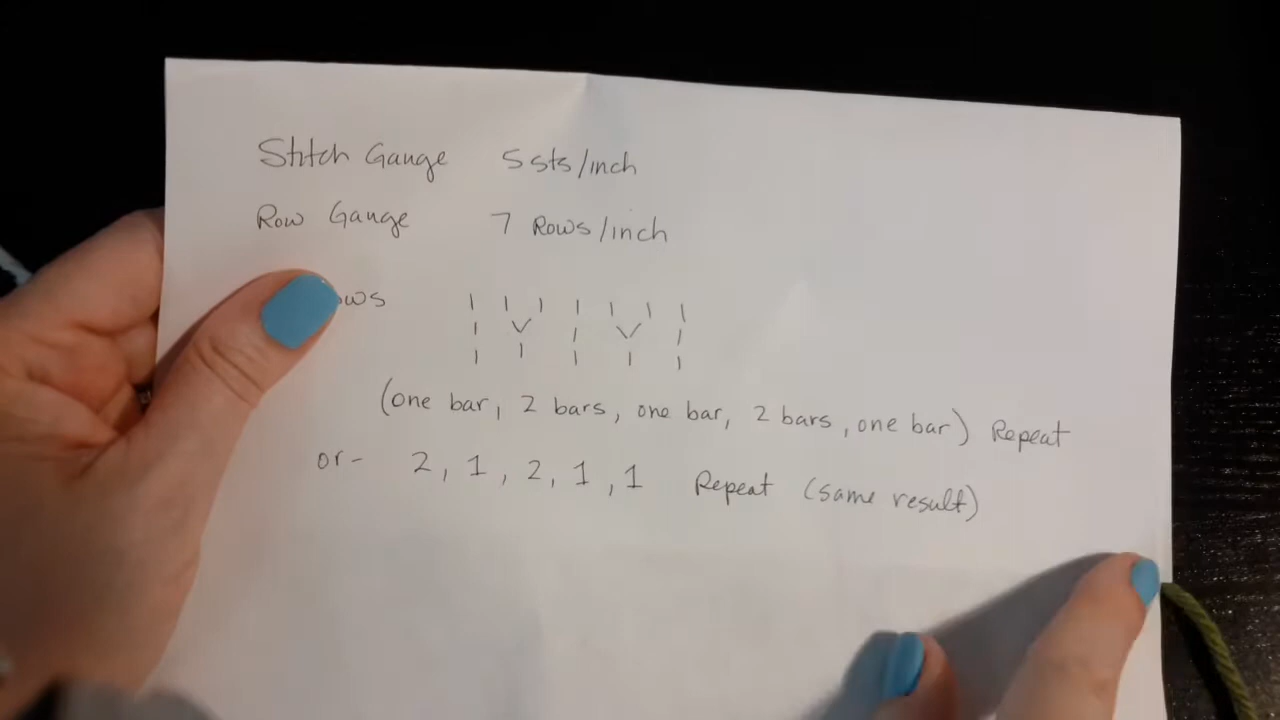 Stitch Gauge 5 sts/inch
Row Gauge 7 Rows/inch
(one bar, 2 bars, one bar, 2 bars, one bar) Repeat
or- 2, 1, 2, 1, 1 Repeat (same result)